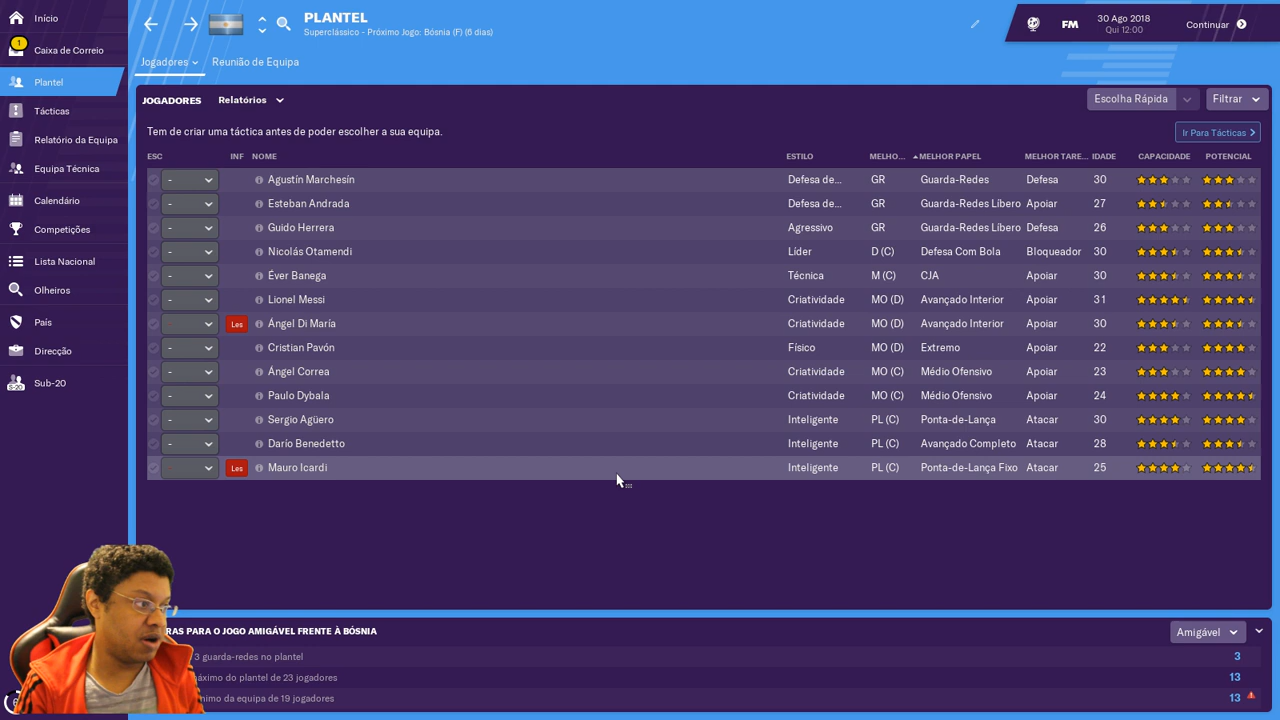 Início
1
Caixa de Correio
Plantel
Tácticas
Relatório da Equipa
Equipa Técnica
Calendário
Competições
Lista Nacional
Olheiros
País
Direcção
S-20
Sub-20
PLANTEL
Superclássico - Próximo Jogo: Bósnia (F) (6 dias)
FM
30 Ago 2018
Qui 12:00
Continuar
Jogadores
Reunião de Equipa
JOGADORES
Relatórios
Escolha Rápida
Filtrar
Tem de criar uma táctica antes de poder escolher a sua equipa.
Ir Para Tácticas
ESC INF NOME ESTILO MELHO... MELHOR PAPEL MELHOR TARE... IDADE CAPACIDADE POTENCIAL
- Agustín Marchesín Defesa de... GR Guarda-Redes Defesa 30
- Esteban Andrada Defesa de... GR Guarda-Redes Líbero Apoiar 27
- Guido Herrera Agressivo GR Guarda-Redes Líbero Defesa 26
- Nicolás Otamendi Líder D (C) Defesa Com Bola Bloqueador 30
- Éver Banega Técnica M (C) CJA Apoiar 30
- Lionel Messi Criatividade MO (D) Avançado Interior Apoiar 31
Les Ángel Di María Criatividade MO (D) Avançado Interior Apoiar 30
- Cristian Pavón Físico MO (D) Extremo Apoiar 22
- Ángel Correa Criatividade MO (C) Médio Ofensivo Apoiar 23
- Paulo Dybala Criatividade MO (C) Médio Ofensivo Apoiar 24
- Sergio Agüero Inteligente PL (C) Ponta-de-Lança Atacar 30
- Darío Benedetto Inteligente PL (C) Avançado Completo Atacar 28
Les Mauro Icardi Inteligente PL (C) Ponta-de-Lança Fixo Atacar 25
RAS PARA O JOGO AMIGÁVEL FRENTE À BÓSNIA
Amigável
3 guarda-redes no plantel 3
áximo do plantel de 23 jogadores 13
nimo da equipa de 19 jogadores 13